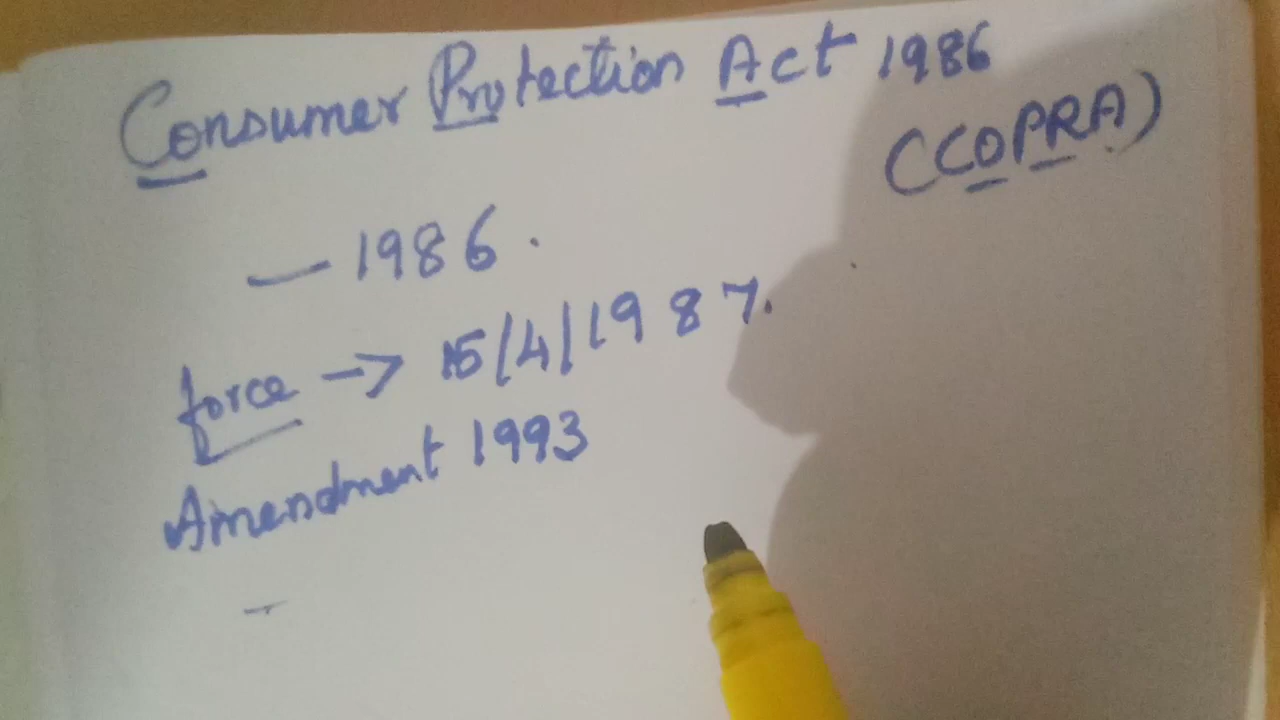 Consumer Protection Act 1986
(COPRA)
— 1986.
force → 15/4/1987.
Amendment 1993
-